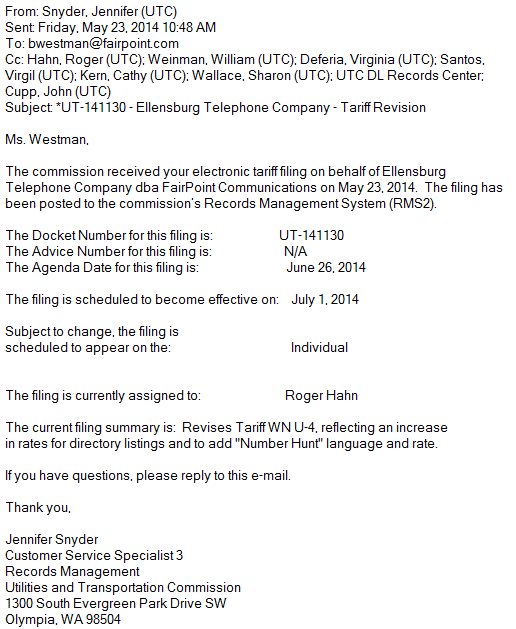 From: Snyder, Jennifer (UTC)
Sent: Friday, May 23, 2014 10:48 AM
To: bwestman@fairpoint.com
Cc: Hahn, Roger (UTC); Weinman, William (UTC); Deferia, Virginia (UTC); Santos,
Virgil (UTC); Kern, Cathy (UTC); Wallace, Sharon (UTC); UTC DL Records Center;
Cupp, John (UTC)
Subject: *UT-141130 - Ellensburg Telephone Company - Tariff Revision
Ms. Westman,
The commission received your electronic tariff filing on behalf of Ellensburg
Telephone Company dba FairPoint Communications on May 23, 2014.  The filing has
been posted to the commission's Records Management System (RMS2).
The Docket Number for this filing is: UT-141130
The Advice Number for this filing is: N/A
The Agenda Date for this filing is: June 26, 2014
The filing is scheduled to become effective on: July 1, 2014
Subject to change, the filing is
scheduled to appear on the: Individual
The filing is currently assigned to: Roger Hahn
The current filing summary is:  Revises Tariff WN U-4, reflecting an increase
in rates for directory listings and to add "Number Hunt" language and rate.
If you have questions, please reply to this e-mail.
Thank you,
Jennifer Snyder
Customer Service Specialist 3
Records Management
Utilities and Transportation Commission
1300 South Evergreen Park Drive SW
Olympia, WA 98504